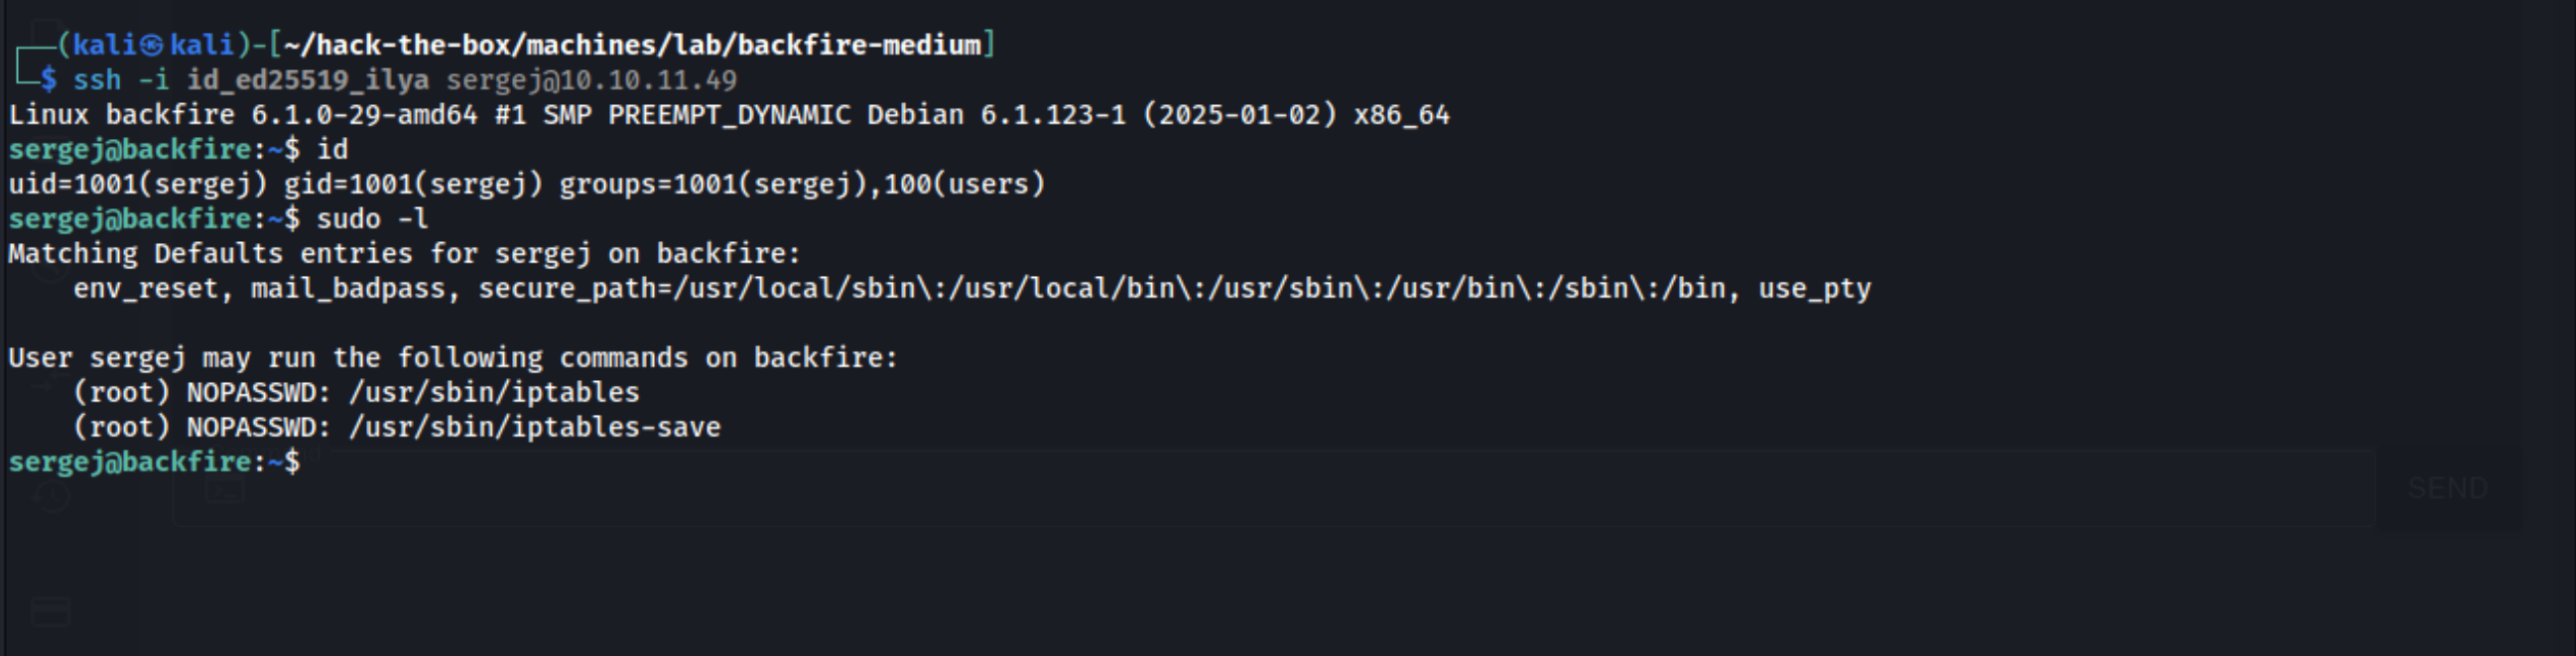 ┌──(kali㉿kali)-[~/hack-the-box/machines/lab/backfire-medium]
└─$ ssh -i id_ed25519_ilya sergej@10.10.11.49
Linux backfire 6.1.0-29-amd64 #1 SMP PREEMPT_DYNAMIC Debian 6.1.123-1 (2025-01-02) x86_64
sergej@backfire:~$ id
uid=1001(sergej) gid=1001(sergej) groups=1001(sergej),100(users)
sergej@backfire:~$ sudo -l
Matching Defaults entries for sergej on backfire:
    env_reset, mail_badpass, secure_path=/usr/local/sbin\:/usr/local/bin\:/usr/sbin\:/usr/bin\:/sbin\:/bin, use_pty

User sergej may run the following commands on backfire:
    (root) NOPASSWD: /usr/sbin/iptables
    (root) NOPASSWD: /usr/sbin/iptables-save
sergej@backfire:~$
SEND